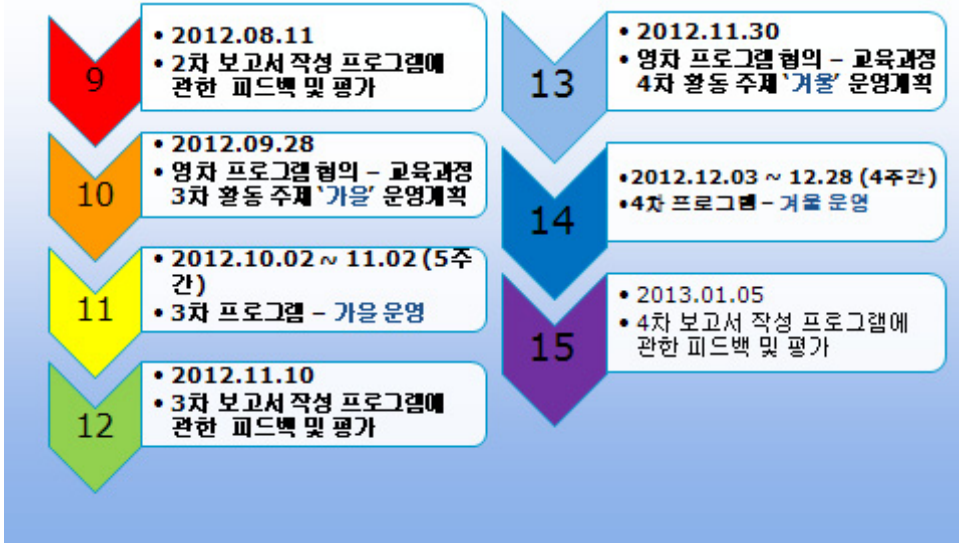 9
• 2012.08.11
• 2차 보고서 작성 프로그램에
관한 피드백 및 평가
10
• 2012.09.28
• 영차 프로그램 협의 – 교육과정
3차 활동 주제 ‘가을’ 운영계획
11
• 2012.10.02 ~ 11.02 (5주
간)
• 3차 프로그램 – 가을 운영
12
• 2012.11.10
• 3차 보고서 작성 프로그램에
관한 피드백 및 평가
13
• 2012.11.30
• 영차 프로그램 협의 – 교육과정
4차 활동 주제 ‘겨울’ 운영계획
14
•2012.12.03 ~ 12.28 (4주간)
•4차 프로그램 – 겨울 운영
15
• 2013.01.05
• 4차 보고서 작성 프로그램에
관한 피드백 및 평가